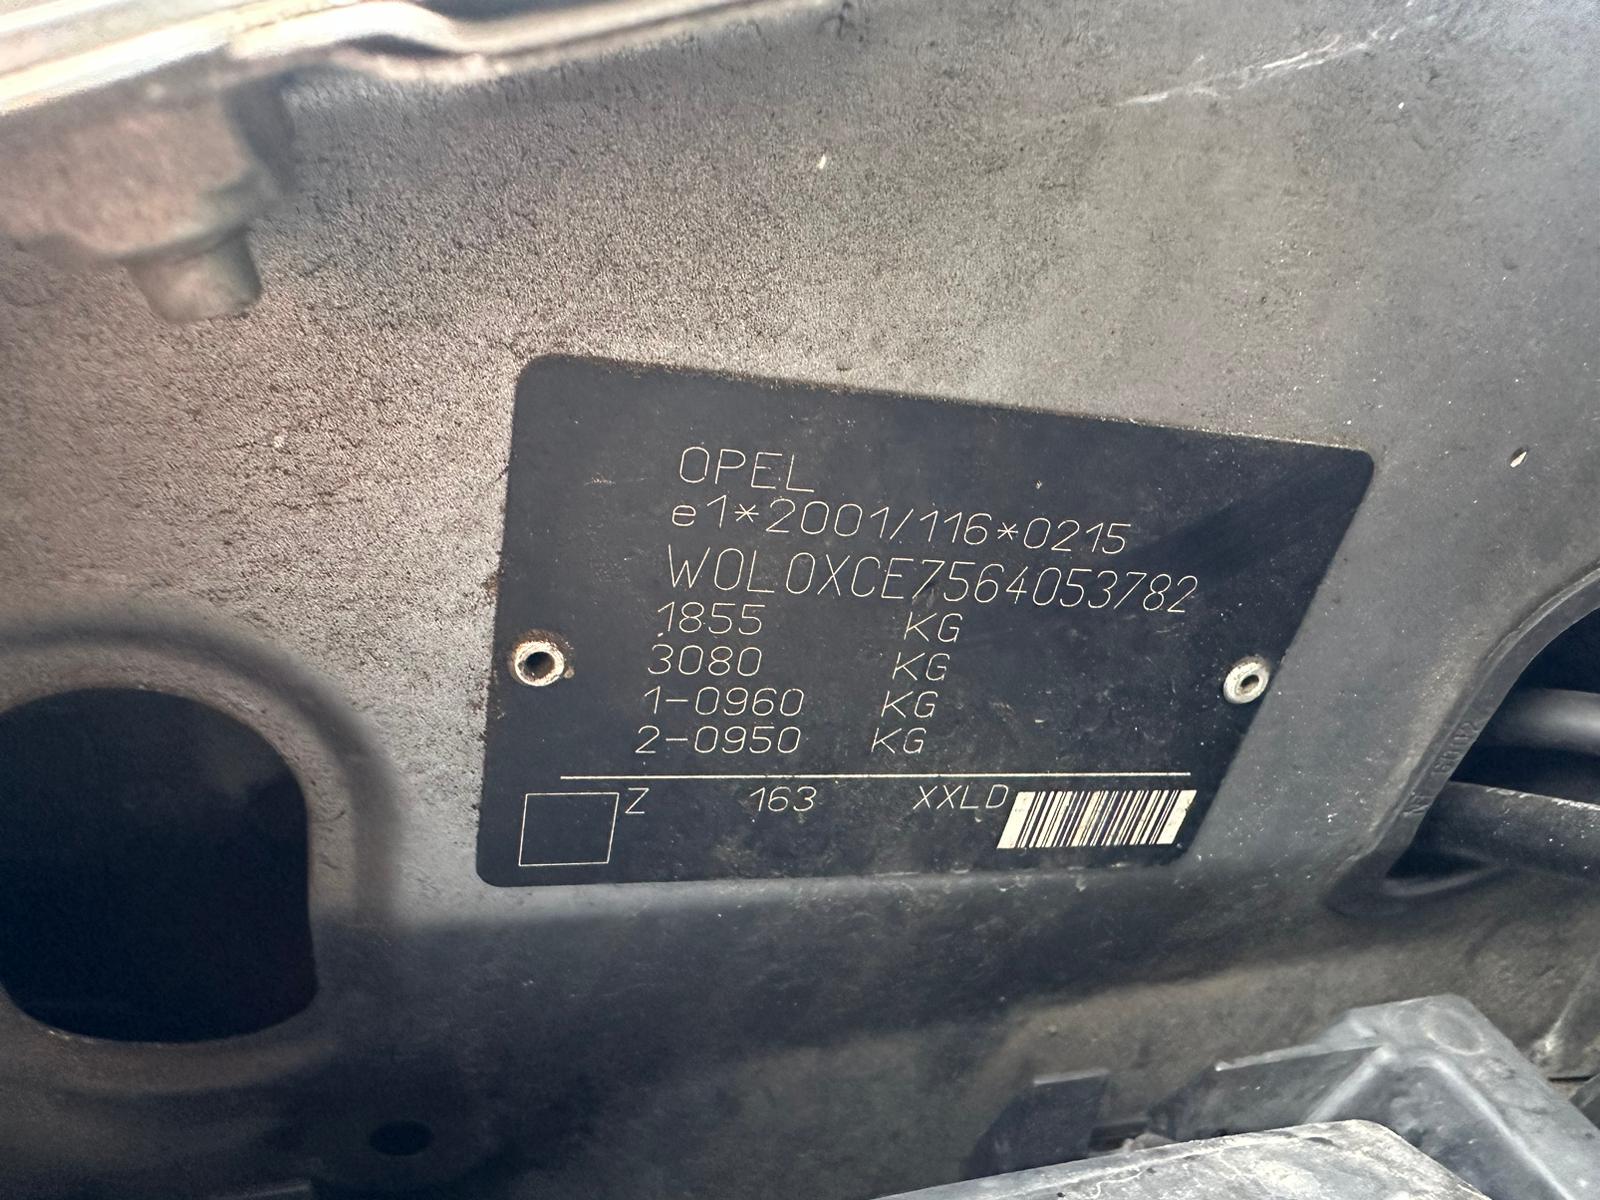 OPEL
e1*2001/116*0215
W0L0XCE7564053782
1855 KG
3080 KG
1-0960 KG
2-0950 KG
Z 163 XXLD